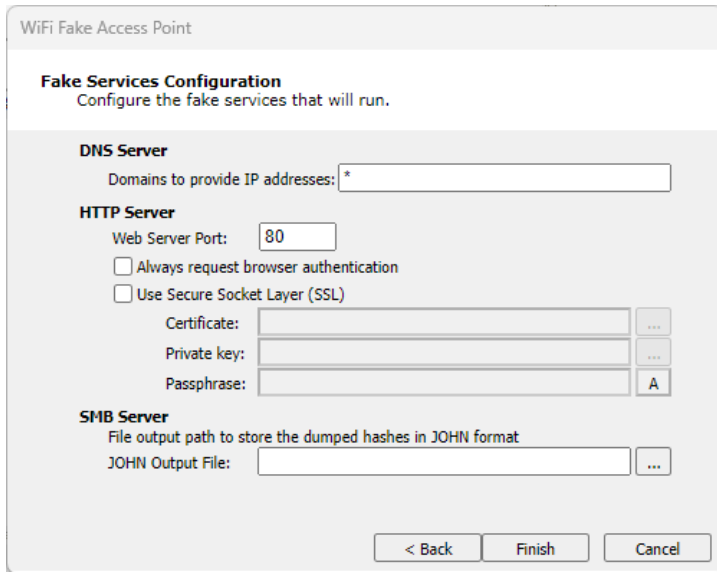 WiFi Fake Access Point
Fake Services Configuration
Configure the fake services that will run.
DNS Server
Domains to provide IP addresses: *
HTTP Server
Web Server Port: 80
Always request browser authentication
Use Secure Socket Layer (SSL)
Certificate: ...
Private key: ...
Passphrase: A
SMB Server
File output path to store the dumped hashes in JOHN format
JOHN Output File: ...
< Back Finish Cancel